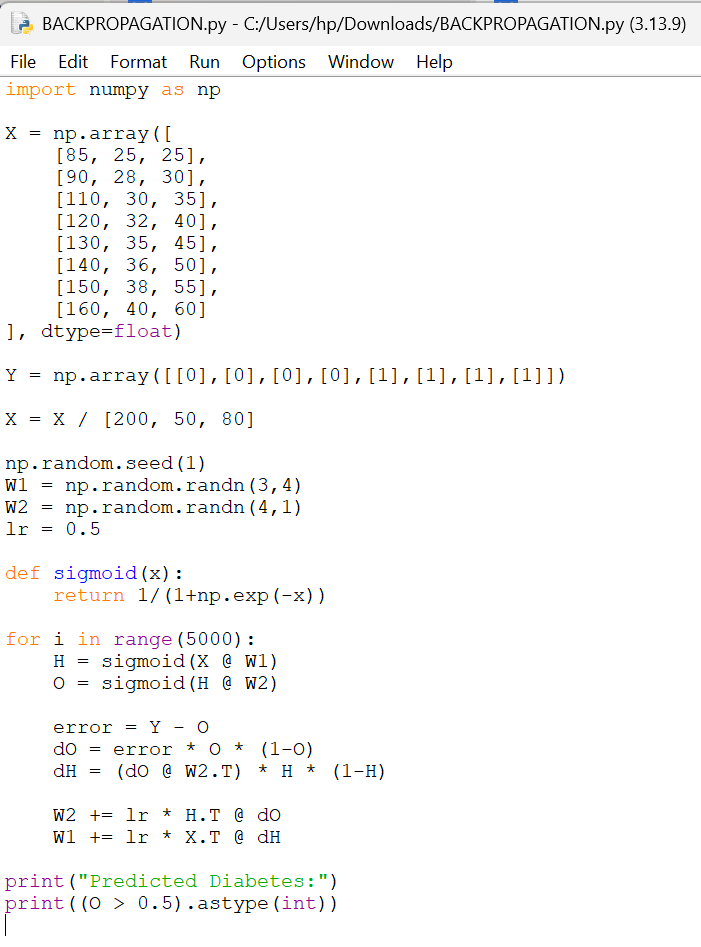 BACKPROPAGATION.py - C:/Users/hp/Downloads/BACKPROPAGATION.py (3.13.9)
File Edit Format Run Options Window Help
import numpy as np

X = np.array([
    [85, 25, 25],
    [90, 28, 30],
    [110, 30, 35],
    [120, 32, 40],
    [130, 35, 45],
    [140, 36, 50],
    [150, 38, 55],
    [160, 40, 60]
], dtype=float)

Y = np.array([[0],[0],[0],[0],[1],[1],[1],[1]])

X = X / [200, 50, 80]

np.random.seed(1)
W1 = np.random.randn(3,4)
W2 = np.random.randn(4,1)
lr = 0.5

def sigmoid(x):
    return 1/(1+np.exp(-x))

for i in range(5000):
    H = sigmoid(X @ W1)
    O = sigmoid(H @ W2)

    error = Y - O
    dO = error * O * (1-O)
    dH = (dO @ W2.T) * H * (1-H)

    W2 += lr * H.T @ dO
    W1 += lr * X.T @ dH

print("Predicted Diabetes:")
print((O > 0.5).astype(int))